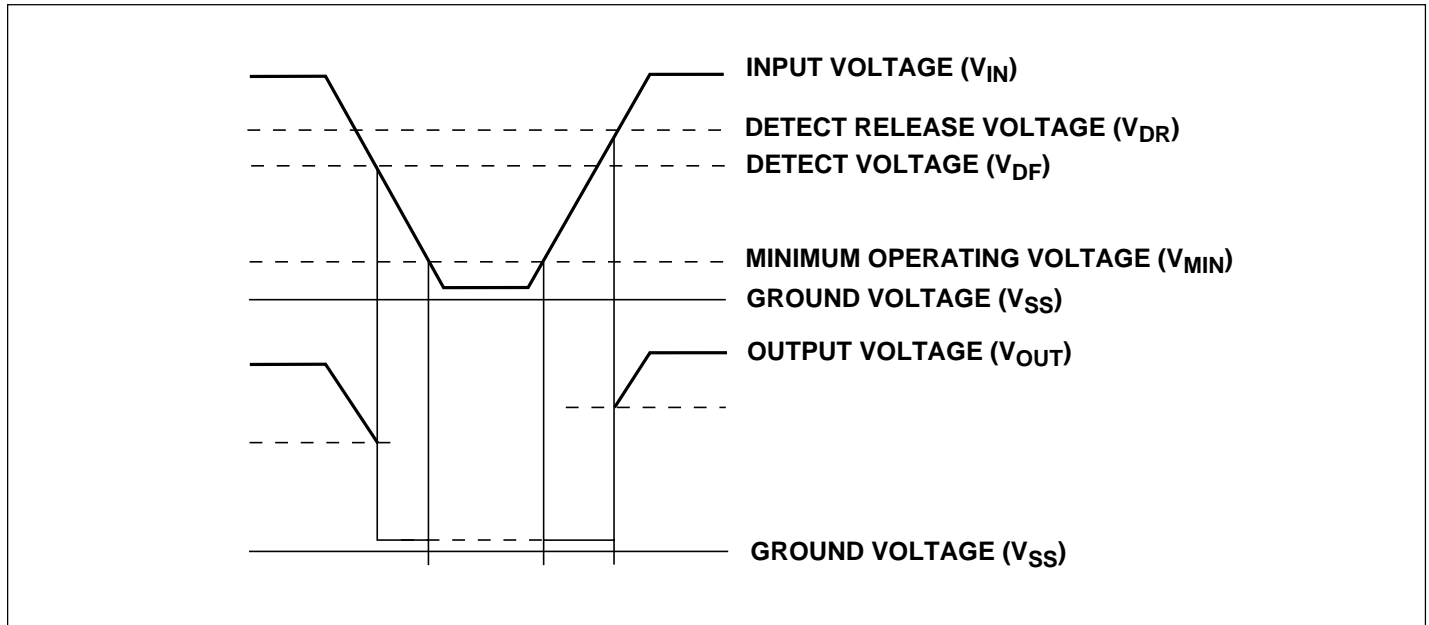 INPUT VOLTAGE (VIN)
DETECT RELEASE VOLTAGE (VDR)
DETECT VOLTAGE (VDF)
MINIMUM OPERATING VOLTAGE (VMIN)
GROUND VOLTAGE (VSS)
OUTPUT VOLTAGE (VOUT)
GROUND VOLTAGE (VSS)